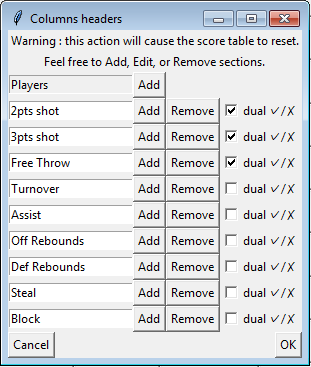 Columns headers
Warning : this action will cause the score table to reset.
Feel free to Add, Edit, or Remove sections.
Players Add
2pts shot Add Remove dual ✓/X
3pts shot Add Remove dual ✓/X
Free Throw Add Remove dual ✓/X
Turnover Add Remove dual ✓/X
Assist Add Remove dual ✓/X
Off Rebounds Add Remove dual ✓/X
Def Rebounds Add Remove dual ✓/X
Steal Add Remove dual ✓/X
Block Add Remove dual ✓/X
Cancel OK